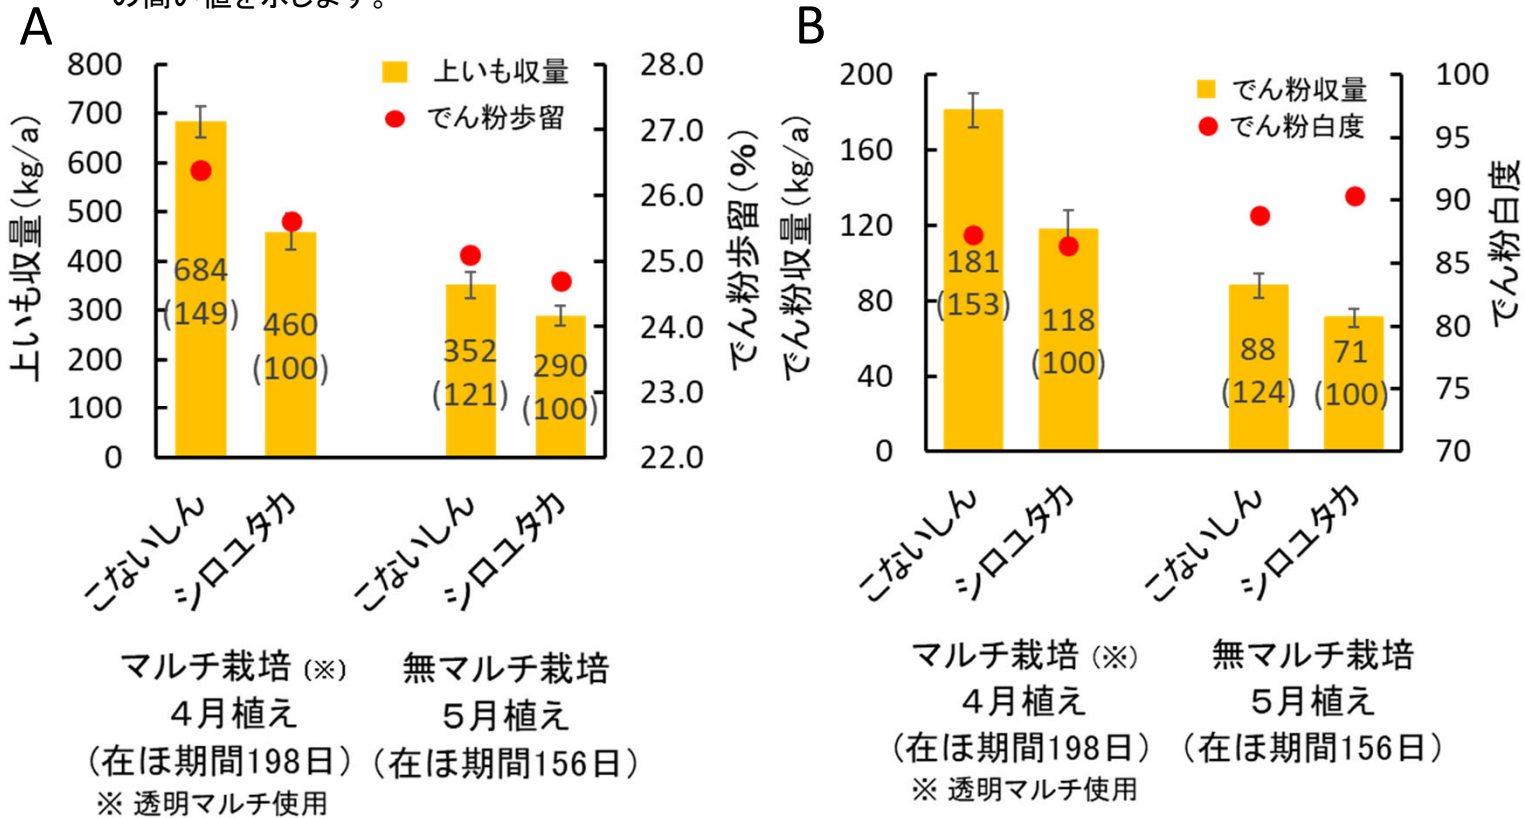 の高い値を示します。
A
上いも収量(kg/a)
800
700
600
500
400
300
200
100
0
上いも収量
でん粉歩留
684
(149)
460
(100)
352
(121)
290
(100)
28.0
27.0
26.0
25.0
24.0
23.0
22.0
でん粉歩留(%)
こないしん
シロユタカ
こないしん
シロユタカ
マルチ栽培(※)
４月植え
(在ほ期間198日)
※ 透明マルチ使用
無マルチ栽培
５月植え
(在ほ期間156日)
B
でん粉収量(kg/a)
200
160
120
80
40
0
でん粉収量
でん粉白度
181
(153)
118
(100)
88
(124)
71
(100)
100
95
90
85
80
75
70
でん粉白度
こないしん
シロユタカ
こないしん
シロユタカ
マルチ栽培(※)
４月植え
(在ほ期間198日)
※ 透明マルチ使用
無マルチ栽培
５月植え
(在ほ期間156日)